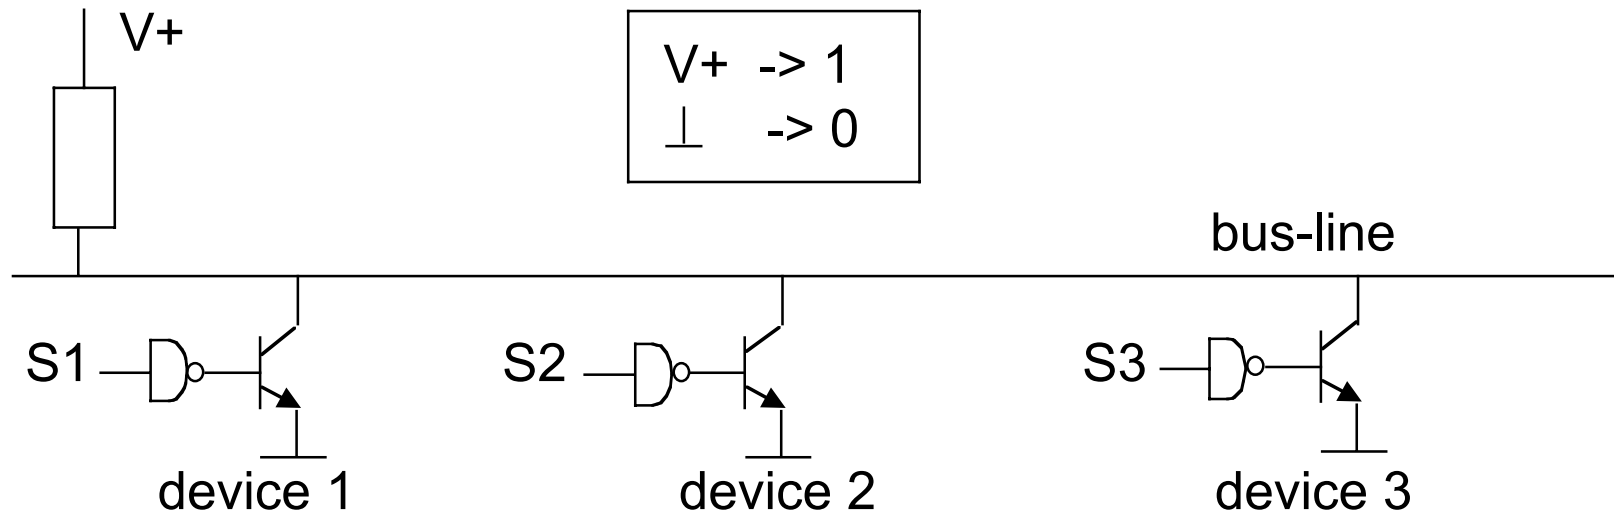 V+
V+ -> 1
⊥ -> 0
bus-line
S1
S2
S3
device 1
device 2
device 3